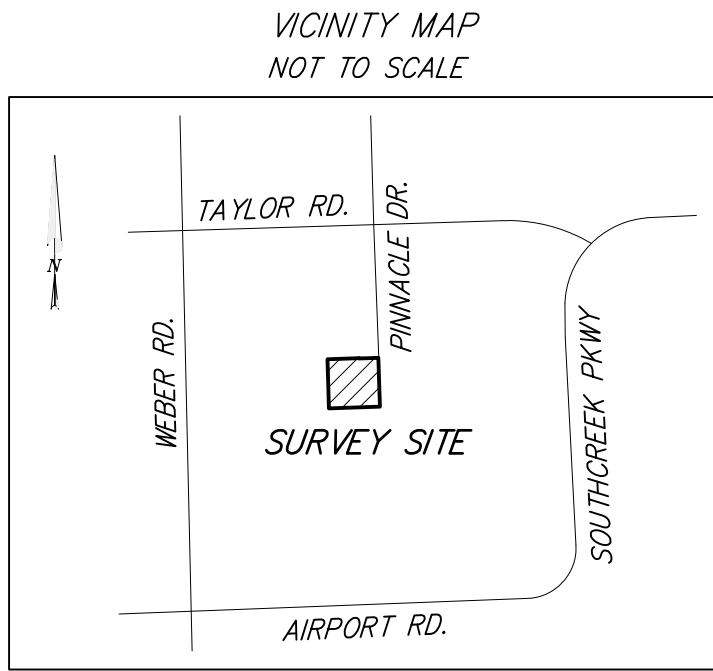 VICINITY MAP
NOT TO SCALE
TAYLOR RD.
PINNACLE DR.
N
WEBER RD.
SOUTHCREEK PKWY
SURVEY SITE
AIRPORT RD.